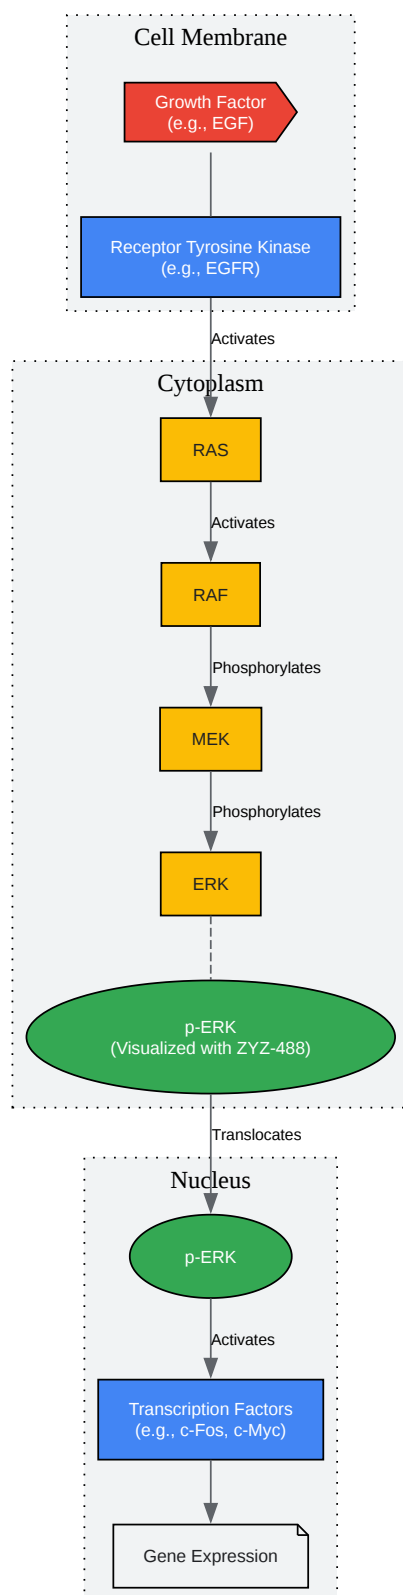 Cell Membrane
Growth Factor
(e.g., EGF)
Receptor Tyrosine Kinase
(e.g., EGFR)
Activates
Cytoplasm
RAS
Activates
RAF
Phosphorylates
MEK
Phosphorylates
ERK
p-ERK
(Visualized with ZYZ-488)
Translocates
Nucleus
p-ERK
Activates
Transcription Factors
(e.g., c-Fos, c-Myc)
Gene Expression